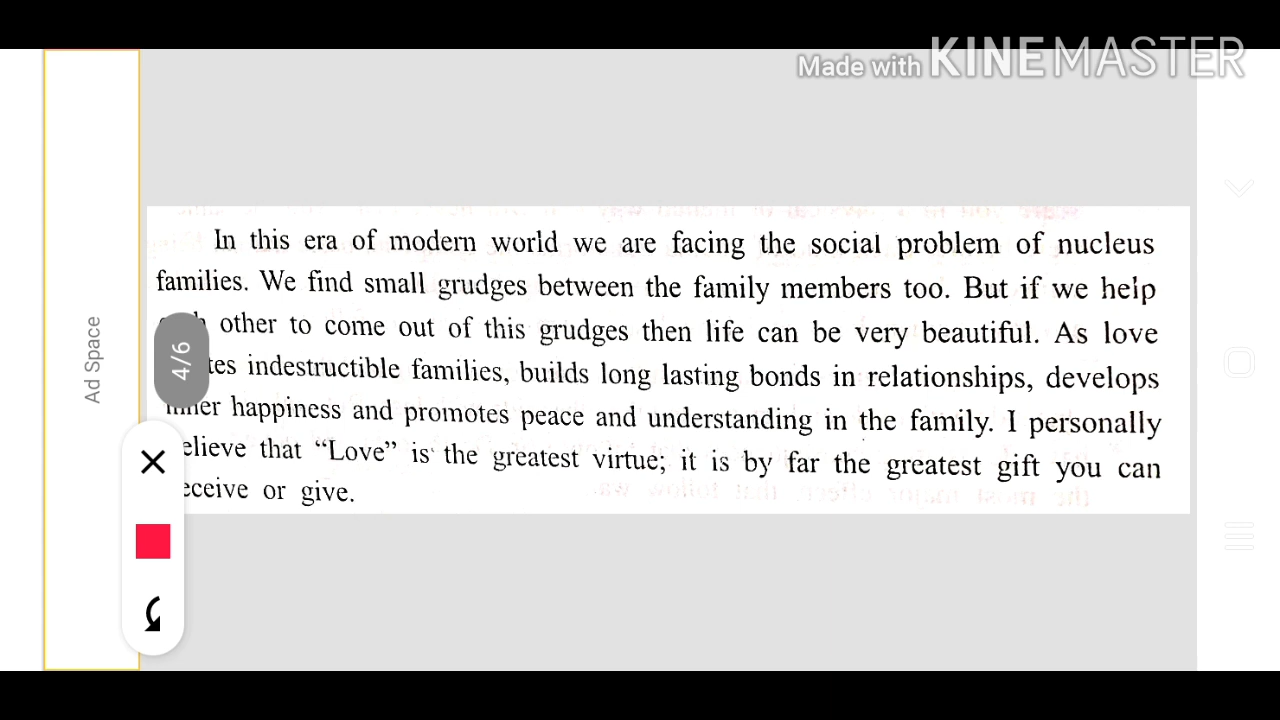 Made with KINEMASTER
Ad Space
In this era of modern world we are facing the social problem of nucleus
families. We find small grudges between the family members too. But if we help
other to come out of this grudges then life can be very beautiful. As love
indestructible families, builds long lasting bonds in relationships, develops
inner happiness and promotes peace and understanding in the family. I personally
elieve that “Love” is the greatest virtue; it is by far the greatest gift you can
eceive or give.
4/6